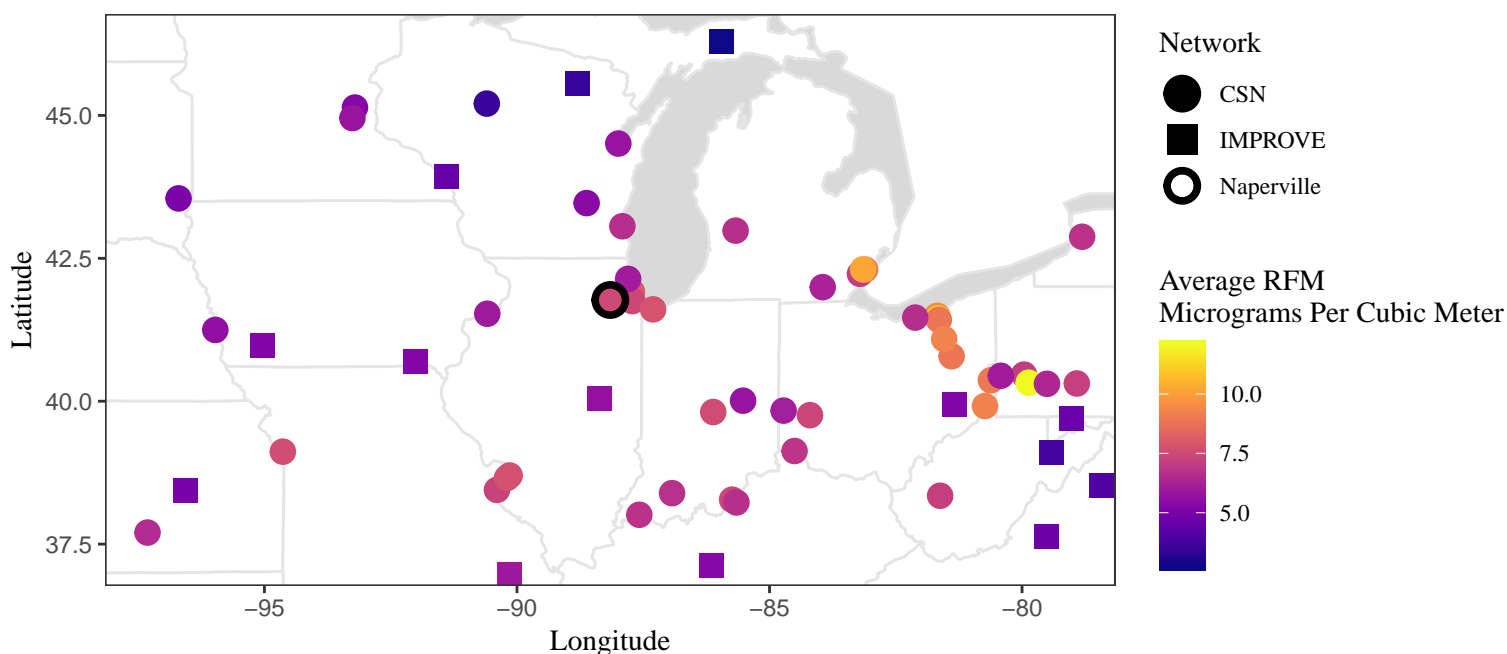 Latitude
45.0
42.5
40.0
37.5
−95
−90
−85
−80
Longitude
Network
CSN
IMPROVE
Naperville
Average RFM
Micrograms Per Cubic Meter
10.0
7.5
5.0